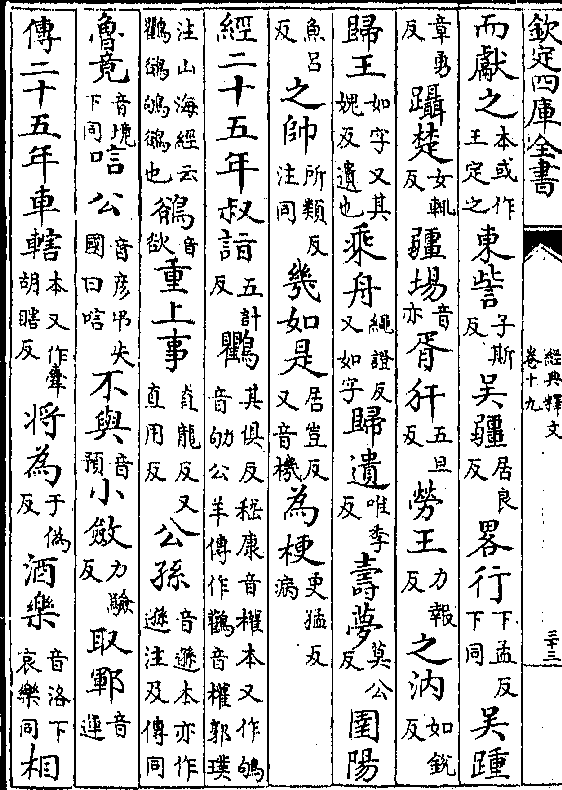 欽定四庫全書
經典釋文
卷十九
三十三
而獻之本或作王定之東訾子斯反吳疆居良反畧行下孟反下同吳踵
章勇反躡楚女輒反疆埸音亦胥犴五旦反勞王力報反之汭如銳反
歸王如字又其媿反遺也乘舟繩證反又如字歸遺唯季反壽夢莫公反圉陽
魚呂反之帥所類反注同幾如是居豈反又音機為梗更猛反病
經二十五年叔詣五計反鸜其俱反嵇康音權本又作鴝音劬公羊傳作鸛音權郭璞
注山海經云鸜鵒鴝鵒也鵒音欲重上事直龍反又直用反公孫音遜本亦作遜注及傳同
魯竟音境下同唁公音彥弔失國曰唁不與音預小斂力驗反取鄆音運
傳二十五年車轄本又作舝胡瞎反將為于偽反酒樂音洛下哀樂同相